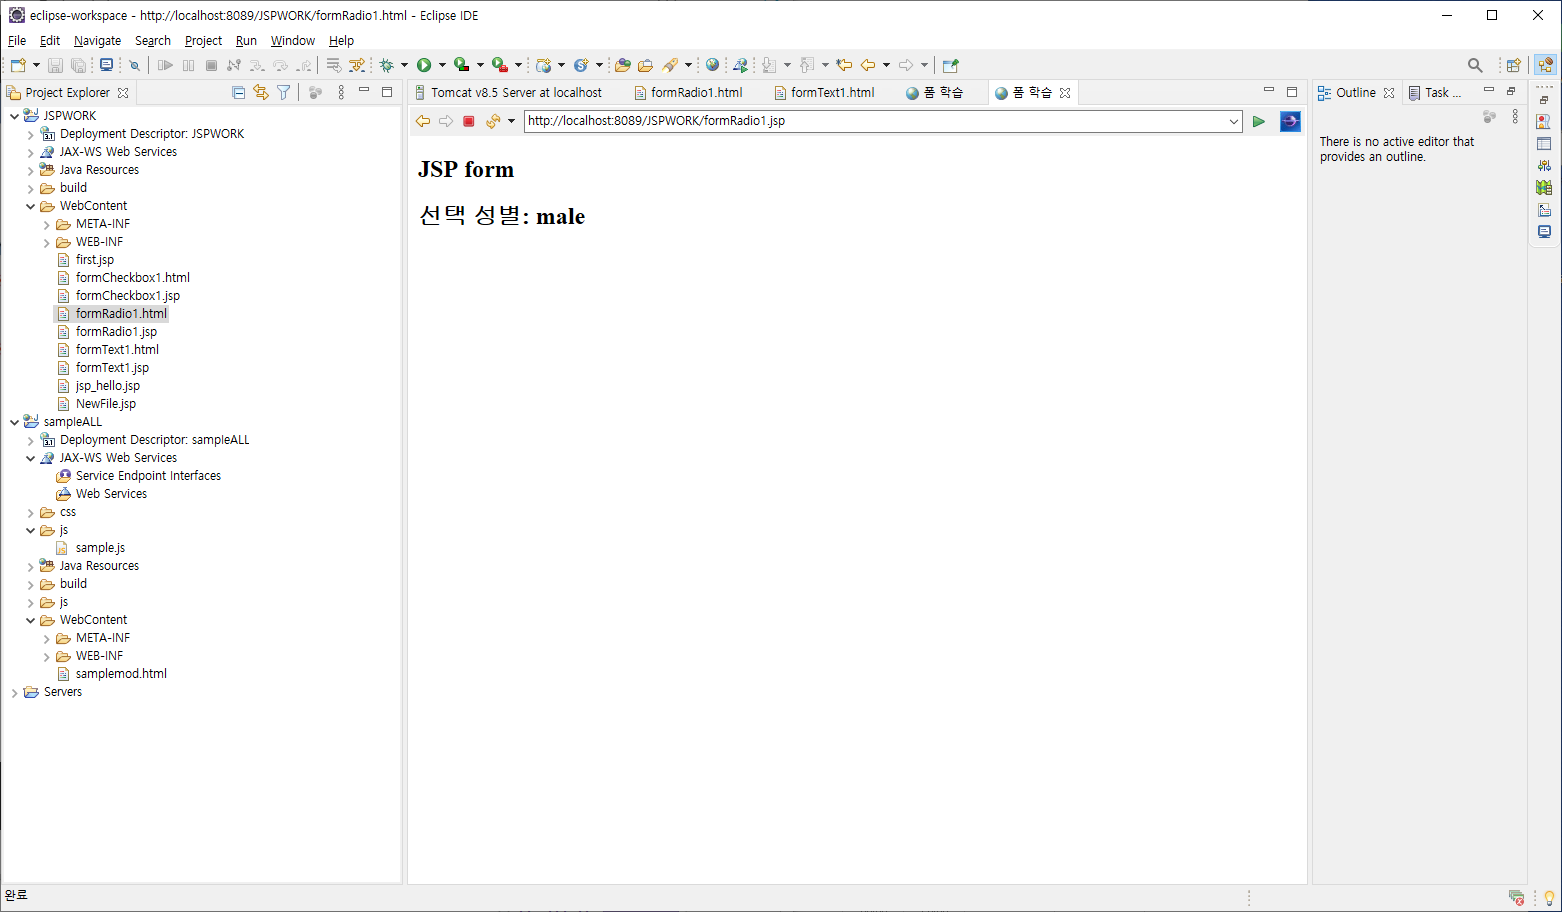 eclipse-workspace - http://localhost:8089/JSPWORK/formRadio1.html - Eclipse IDE
File Edit Navigate Search Project Run Window Help
Project Explorer
JSPWORK
3.1 Deployment Descriptor: JSPWORK
JAX-WS Web Services
Java Resources
build
WebContent
META-INF
WEB-INF
first.jsp
formCheckbox1.html
formCheckbox1.jsp
formRadio1.html
formRadio1.jsp
formText1.html
formText1.jsp
jsp_hello.jsp
NewFile.jsp
sampleALL
3.1 Deployment Descriptor: sampleALL
JAX-WS Web Services
Service Endpoint Interfaces
Web Services
css
js
sample.js
Java Resources
build
js
WebContent
META-INF
WEB-INF
samplemod.html
Servers
Tomcat v8.5 Server at localhost formRadio1.html formText1.html 폼 학습 폼 학습
http://localhost:8089/JSPWORK/formRadio1.jsp
JSP form
선택 성별: male
Outline Task ...
There is no active editor that
provides an outline.
완료